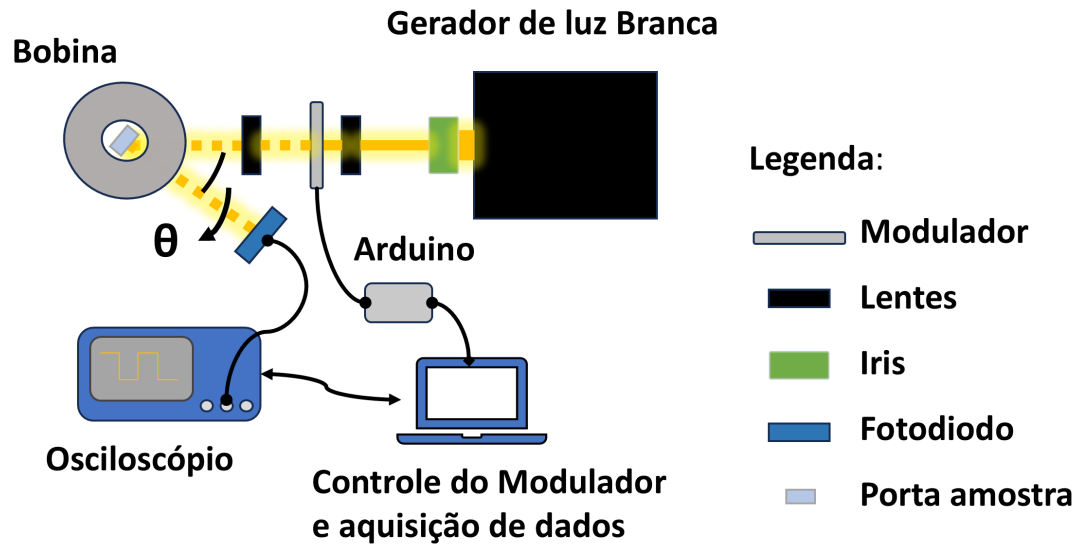 Gerador de luz Branca
Bobina
Legenda:
θ
Arduino
Modulador
Lentes
Iris
Fotodiodo
Porta amostra
Osciloscópio
Controle do Modulador
e aquisição de dados